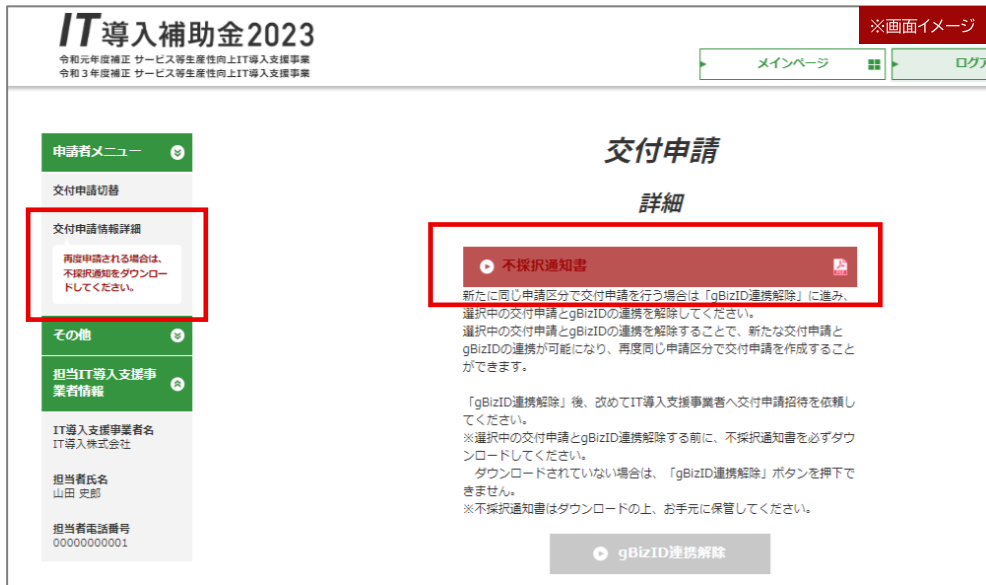 IT導入補助金2023
令和元年度補正 サービス等生産性向上IT導入支援事業
令和３年度補正 サービス等生産性向上IT導入支援事業
※画面イメージ
メインページ
ログア
申請者メニュー
交付申請切替
交付申請情報詳細
再度申請される場合は、
不採択通知をダウンロー
ドしてください。
その他
担当IT導入支援事
業者情報
IT導入支援事業者名
IT導入株式会社
担当者氏名
山田 史郎
担当者電話番号
00000000001
交付申請
詳細
不採択通知書
新たに同じ申請区分で交付申請を行う場合は「gBizID連携解除」に進み、
選択中の交付申請とgBizIDの連携を解除してください。
選択中の交付申請とgBizIDの連携を解除することで、新たな交付申請と
gBizIDの連携が可能になり、再度同じ申請区分で交付申請を作成すること
ができます。
「gBizID連携解除」後、改めてIT導入支援事業者へ交付申請招待を依頼し
てください。
※選択中の交付申請とgBizID連携解除する前に、不採択通知書を必ずダウ
ンロードしてください。
ダウンロードされていない場合は、「gBizID連携解除」ボタンを押下で
きません。
※不採択通知書はダウンロードの上、お手元に保管してください。
gBizID連携解除